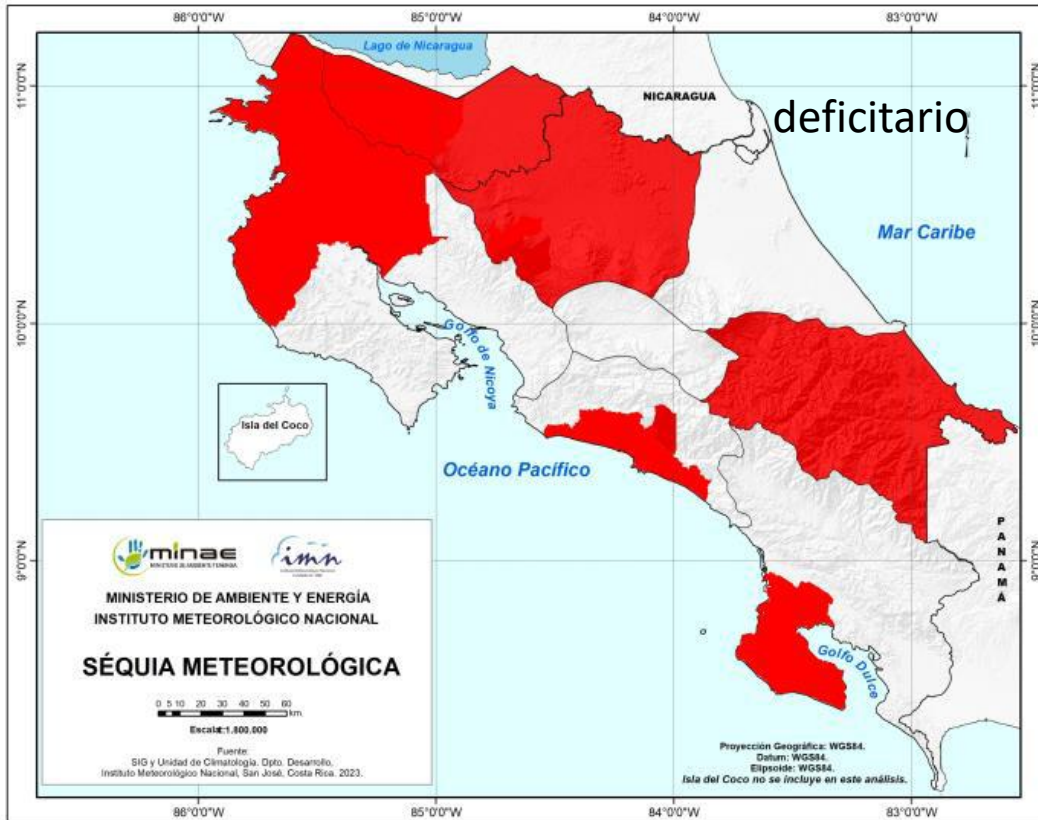 86°0'0"W 85°0'0"W 84°0'0"W 83°0'0"W
Lago de Nicaragua
11°0'0"N
NICARAGUA
deficitario
11°0'0"N
Mar Caribe
10°0'0"N
Golfo de Nicoya
10°0'0"N
Isla del Coco
Océano Pacífico
PANAMÁ
9°0'0"N
9°0'0"N
minae
MINISTERIO DE AMBIENTE Y ENERGÍA
imn
MINISTERIO DE AMBIENTE Y ENERGÍA
INSTITUTO METEOROLÓGICO NACIONAL
SÉQUIA METEOROLÓGICA
0 5 10 20 30 40 50 60
km
Escala:1:1.800.000
Fuente:
SIG y Unidad de Climatología. Dpto. Desarrollo,
Instituto Meteorológico Nacional, San José, Costa Rica. 2023.
Golfo Dulce
Proyección Geográfica: WGS84.
Datum: WGS84.
Elipsoide: WGS84.
Isla del Coco no se incluye en este análisis.
86°0'0"W 85°0'0"W 84°0'0"W 83°0'0"W